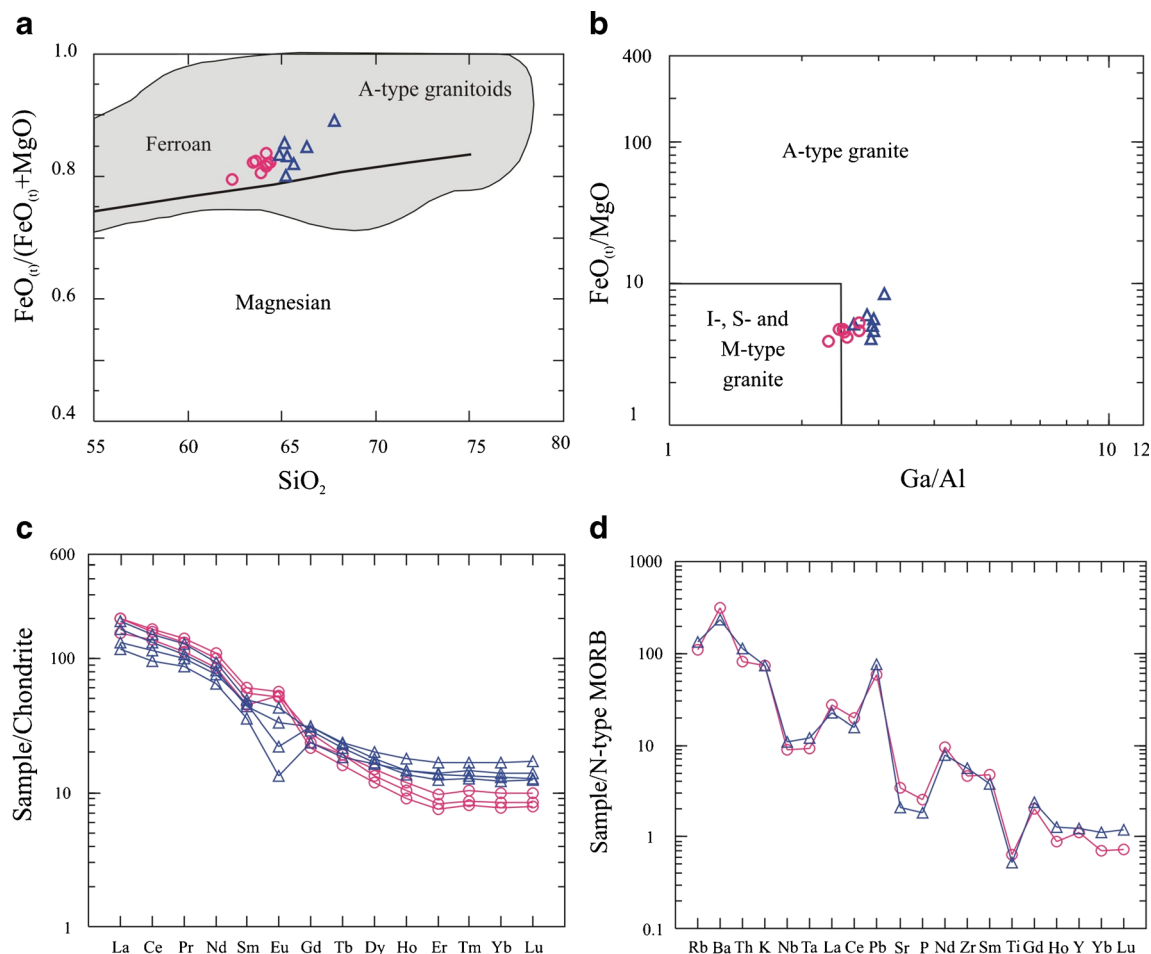 a
1.0
0.8
0.6
0.4
FeO(t)/(FeO(t)+MgO)
A-type granitoids
Ferroan
Magnesian
55 60 65 70 75 80
SiO2
b
400
100
10
1
FeO(t)/MgO
A-type granite
I-, S- and
M-type
granite
1 10 12
Ga/Al
c
600
100
10
1
Sample/Chondrite
La Ce Pr Nd Sm Eu Gd Tb Dy Ho Er Tm Yb Lu
d
1000
100
10
1
0.1
Sample/N-type MORB
Rb Ba Th K Nb Ta La Ce Pb Sr P Nd Zr Sm Ti Gd Ho Y Yb Lu